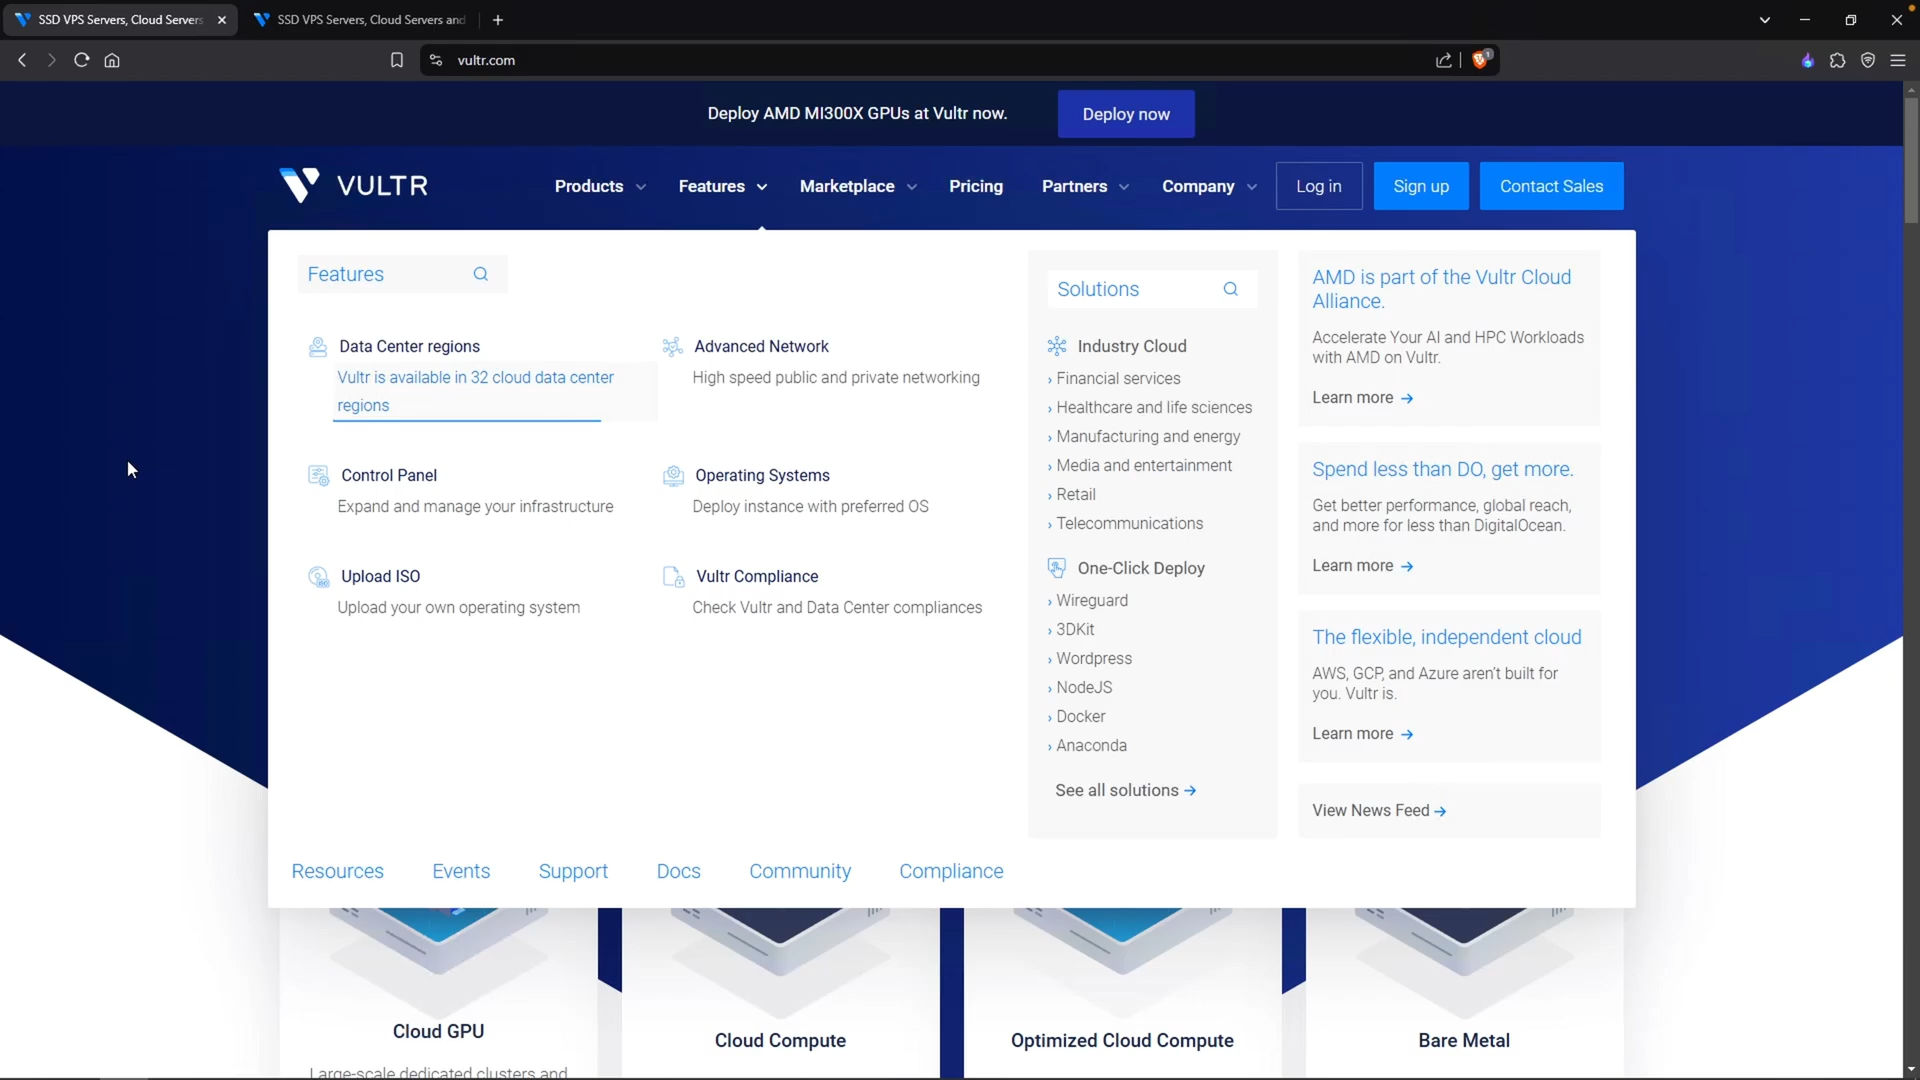 SSD VPS Servers, Cloud Servers
SSD VPS Servers, Cloud Servers and
vultr.com
1
Deploy AMD MI300X GPUs at Vultr now.
Deploy now
VULTR
Products
Features
Marketplace
Pricing
Partners
Company
Log in
Sign up
Contact Sales
Features
Data Center regions
Vultr is available in 32 cloud data center
regions
Advanced Network
High speed public and private networking
Control Panel
Expand and manage your infrastructure
Operating Systems
Deploy instance with preferred OS
Upload ISO
Upload your own operating system
Vultr Compliance
Check Vultr and Data Center compliances
Solutions
Industry Cloud
› Financial services
› Healthcare and life sciences
› Manufacturing and energy
› Media and entertainment
› Retail
› Telecommunications
One-Click Deploy
› Wireguard
› 3DKit
› Wordpress
› NodeJS
› Docker
› Anaconda
See all solutions →
AMD is part of the Vultr Cloud
Alliance.
Accelerate Your AI and HPC Workloads
with AMD on Vultr.
Learn more →
Spend less than DO, get more.
Get better performance, global reach,
and more for less than DigitalOcean.
Learn more →
The flexible, independent cloud
AWS, GCP, and Azure aren't built for
you. Vultr is.
Learn more →
View News Feed →
Resources
Events
Support
Docs
Community
Compliance
Cloud GPU
Large-scale dedicated clusters and
Cloud Compute
Optimized Cloud Compute
Bare Metal